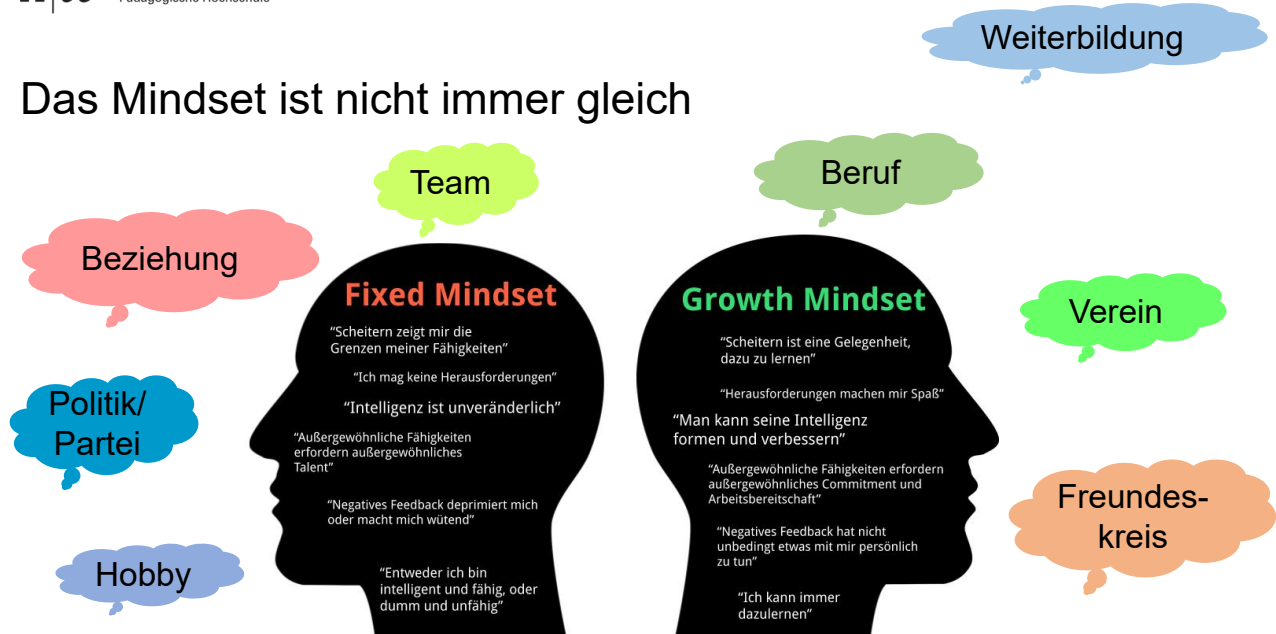 Pädagogische Hochschule
Weiterbildung
Das Mindset ist nicht immer gleich
Team
Beruf
Beziehung
Verein
Politik/
Partei
Freundes-
kreis
Hobby
Fixed Mindset
“Scheitern zeigt mir die
Grenzen meiner Fähigkeiten”
“Ich mag keine Herausforderungen”
“Intelligenz ist unveränderlich”
“Außergewöhnliche Fähigkeiten
erfordern außergewöhnliches
Talent”
“Negatives Feedback deprimiert mich
oder macht mich wütend”
“Entweder ich bin
intelligent und fähig, oder
dumm und unfähig”
Growth Mindset
“Scheitern ist eine Gelegenheit,
dazu zu lernen”
“Herausforderungen machen mir Spaß”
“Man kann seine Intelligenz
formen und verbessern”
“Außergewöhnliche Fähigkeiten erfordern
außergewöhnliches Commitment und
Arbeitsbereitschaft”
“Negatives Feedback hat nicht
unbedingt etwas mit mir persönlich
zu tun”
“Ich kann immer
dazulernen”